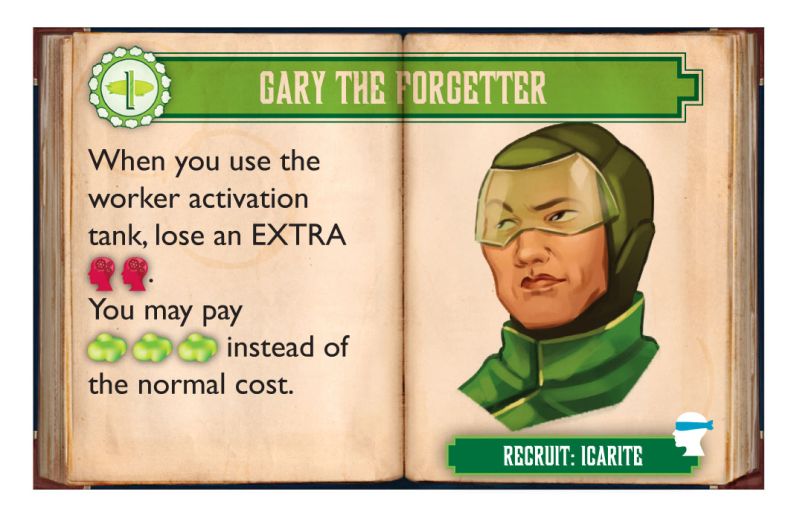 GARY THE FORGETTER
When you use the
worker activation
tank, lose an EXTRA
.
You may pay
instead of
the normal cost.
RECRUIT: ICARITE